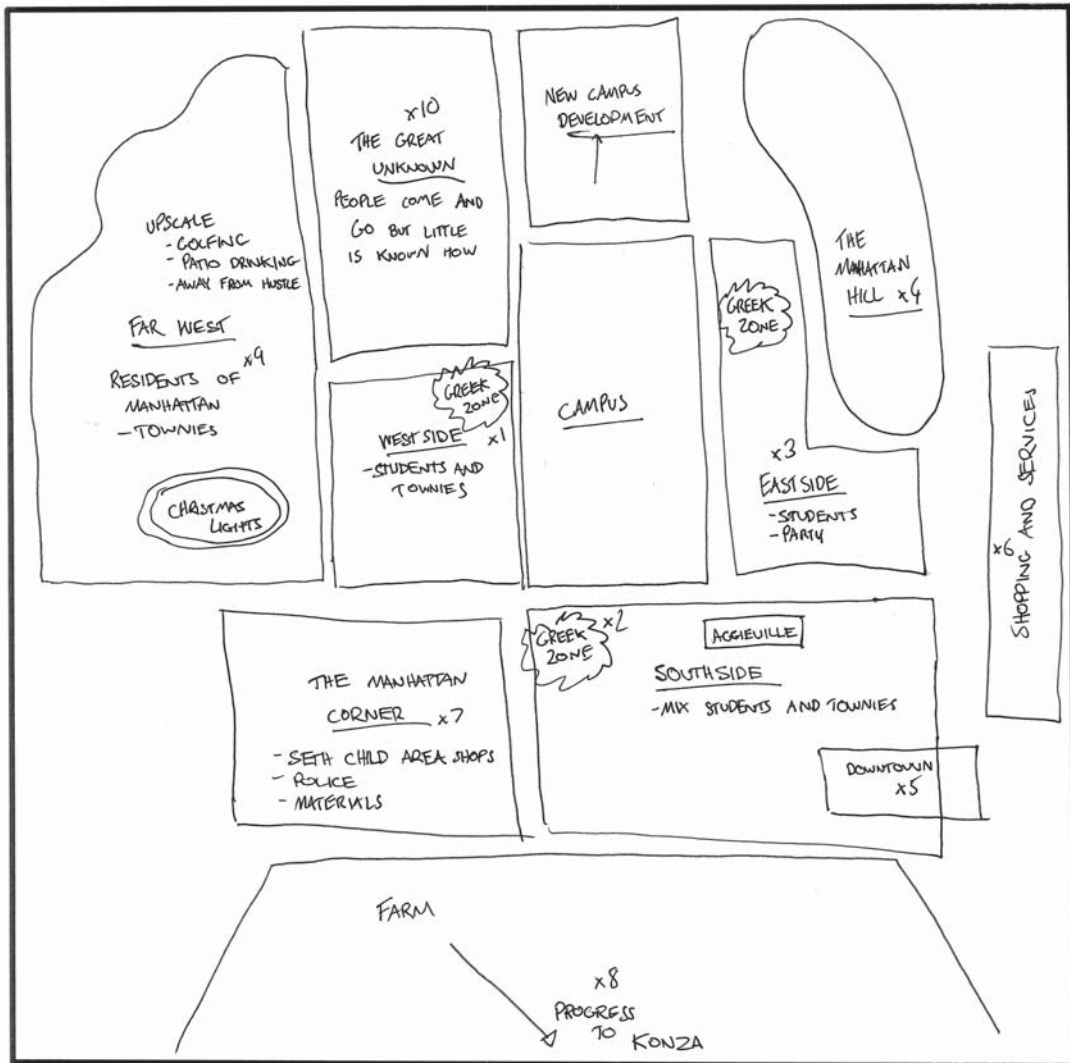 x10
THE GREAT
UNKNOWN
PEOPLE COME AND
GO BUT LITTLE
IS KNOWN HOW
NEW CAMPUS
DEVELOPMENT
UPSCALE
- GOLFING
- PATIO DRINKING
- AWAY FROM HUSTLE
FAR WEST
x9
RESIDENTS OF
MANHATTAN
- TOWNIES
CHRISTMAS
LIGHTS
GREEK
ZONE
WEST SIDE x1
- STUDENTS AND
TOWNIES
CAMPUS
GREEK
ZONE
x3
EASTSIDE
- STUDENTS
- PARTY
THE
MANHATTAN
HILL x4
SHOPPING AND SERVICES
x6
THE MANHATTAN
CORNER x7
- SETH CHILD AREA SHOPS
- POLICE
- MATERIALS
GREEK
ZONE
x2
AGGIEVILLE
SOUTHSIDE
- MIX STUDENTS AND TOWNIES
DOWNTOWN
x5
FARM
x8
PROGRESS
TO KONZA